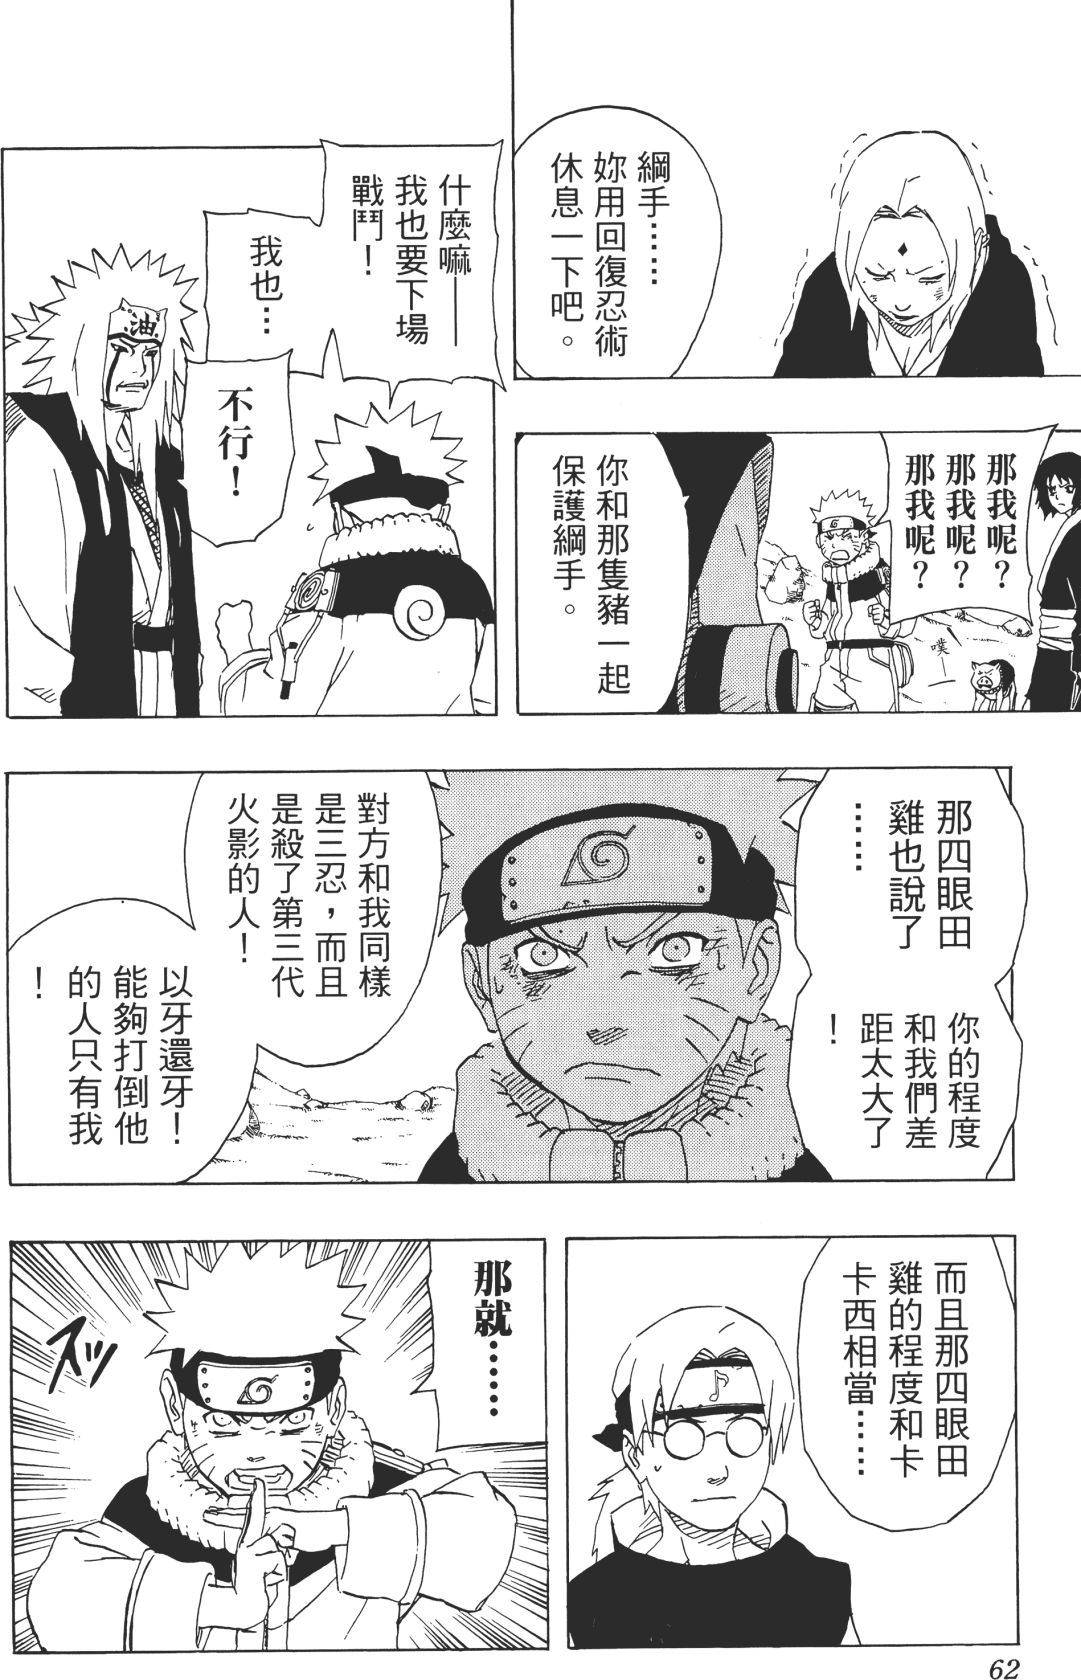 綱手……
妳用回復忍術
休息一下吧。
那我呢？
那我呢？
那我呢？
噗—
你和那隻豬一起
保護綱手。
什麼嘛——
我也要下場
戰鬥！
我也…
不行！
油
那四眼田
雞也說了
……
你的程度
和我們差
距太大了
！
對方和我同樣
是三忍，而且
是殺了第三代
火影的人！
以牙還牙！
能夠打倒他
的人只有我
！
而且那四眼田
雞的程度和卡
卡西相當……
那就……
スッ
62